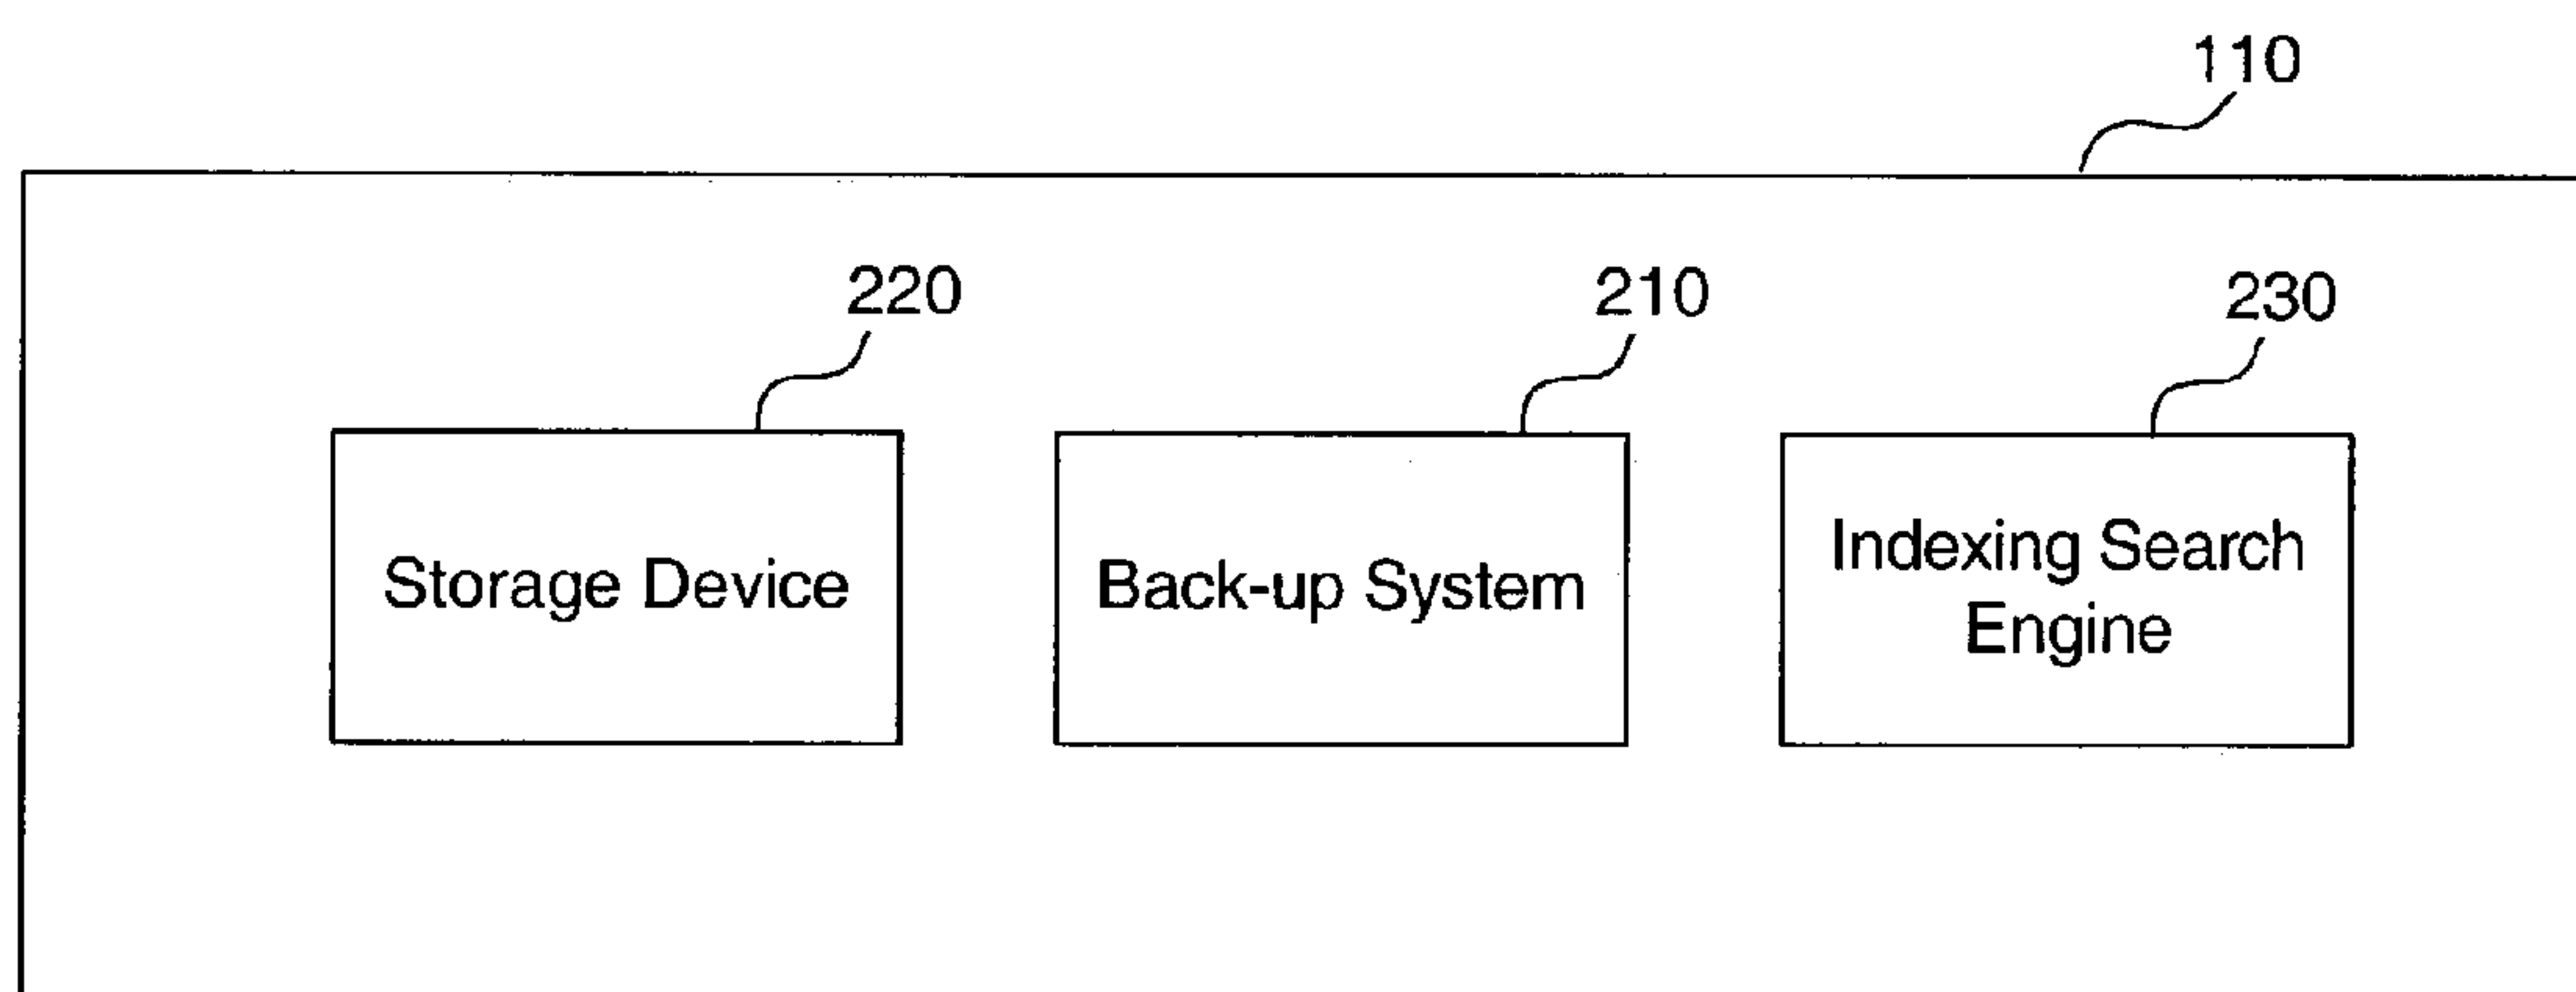 110
220
210
230
Storage Device
Back-up System
Indexing Search
Engine